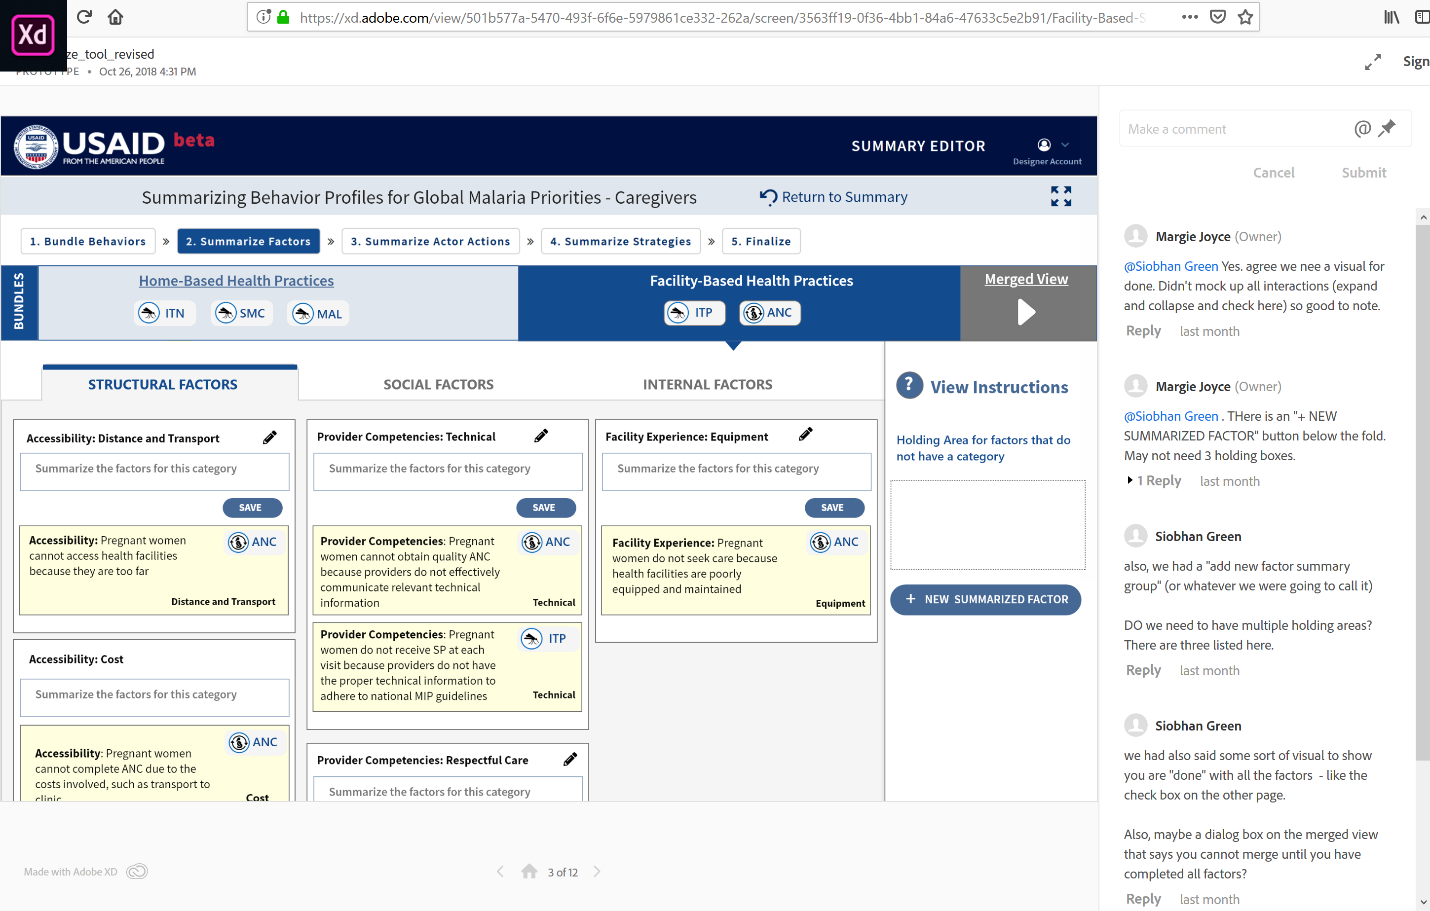 Xd
https://xd.adobe.com/view/501b577a-5470-493f-6f6e-5979861ce332-262a/screen/3563ff19-0f36-4bb1-84a6-47633c5e2b91/Facility-Based-S
ze_tool_revised
PROTOTYPE • Oct 26, 2018 4:31 PM
Sign
USAID beta
FROM THE AMERICAN PEOPLE
SUMMARY EDITOR
Designer Account
Summarizing Behavior Profiles for Global Malaria Priorities - Caregivers
Return to Summary
1. Bundle Behaviors » 2. Summarize Factors » 3. Summarize Actor Actions » 4. Summarize Strategies » 5. Finalize
BUNDLES
Home-Based Health Practices
ITN SMC MAL
Facility-Based Health Practices
ITP ANC
Merged View
STRUCTURAL FACTORS
SOCIAL FACTORS
INTERNAL FACTORS
Accessibility: Distance and Transport
Summarize the factors for this category
SAVE
Accessibility: Pregnant women
cannot access health facilities
because they are too far
ANC
Distance and Transport
Accessibility: Cost
Summarize the factors for this category
Accessibility: Pregnant women
cannot complete ANC due to the
costs involved, such as transport to
clinic
ANC
Cost
Provider Competencies: Technical
Summarize the factors for this category
SAVE
Provider Competencies: Pregnant
women cannot obtain quality ANC
because providers do not effectively
communicate relevant technical
information
ANC
Technical
Provider Competencies: Pregnant
women do not receive SP at each
visit because providers do not have
the proper technical information to
adhere to national MIP guidelines
ITP
Technical
Provider Competencies: Respectful Care
Summarize the factors for this category
Facility Experience: Equipment
Summarize the factors for this category
SAVE
Facility Experience: Pregnant
women do not seek care because
health facilities are poorly
equipped and maintained
ANC
Equipment
? View Instructions
Holding Area for factors that do
not have a category
+ NEW SUMMARIZED FACTOR
Made with Adobe XD
3 of 12
Make a comment
@
Cancel
Submit
Margie Joyce (Owner)
@Siobhan Green Yes. agree we nee a visual for
done. Didn't mock up all interactions (expand
and collapse and check here) so good to note.
Reply last month
Margie Joyce (Owner)
@Siobhan Green . THere is an "+ NEW
SUMMARIZED FACTOR" button below the fold.
May not need 3 holding boxes.
1 Reply last month
Siobhan Green
also, we had a "add new factor summary
group" (or whatever we were going to call it)
DO we need to have multiple holding areas?
There are three listed here.
Reply last month
Siobhan Green
we had also said some sort of visual to show
you are "done" with all the factors - like the
check box on the other page.
Also, maybe a dialog box on the merged view
that says you cannot merge until you have
completed all factors?
Reply last month